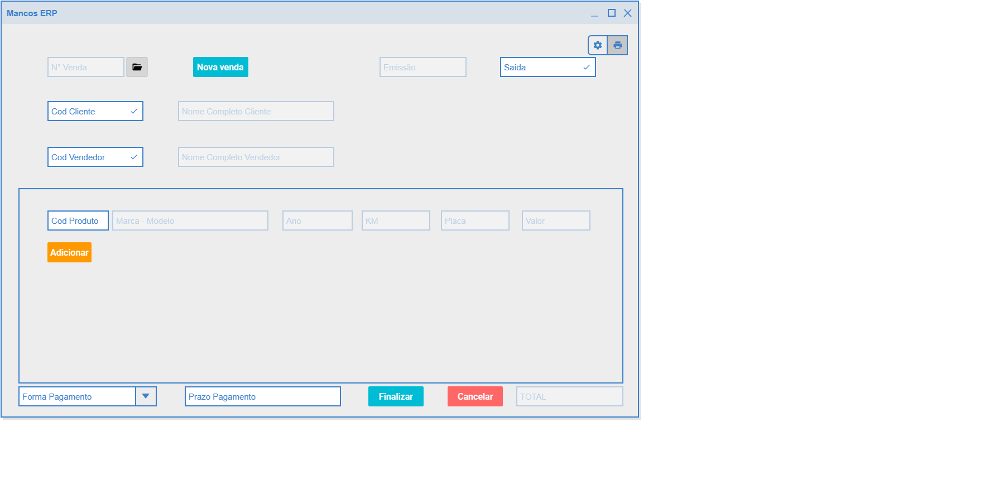 Mancos ERP
N° Venda
Nova venda
Emissão
Saída
Cod Cliente
Nome Completo Cliente
Cod Vendedor
Nome Completo Vendedor
Cod Produto
Marca - Modelo
Ano
KM
Placa
Valor
Adicionar
Forma Pagamento
Prazo Pagamento
Finalizar
Cancelar
TOTAL